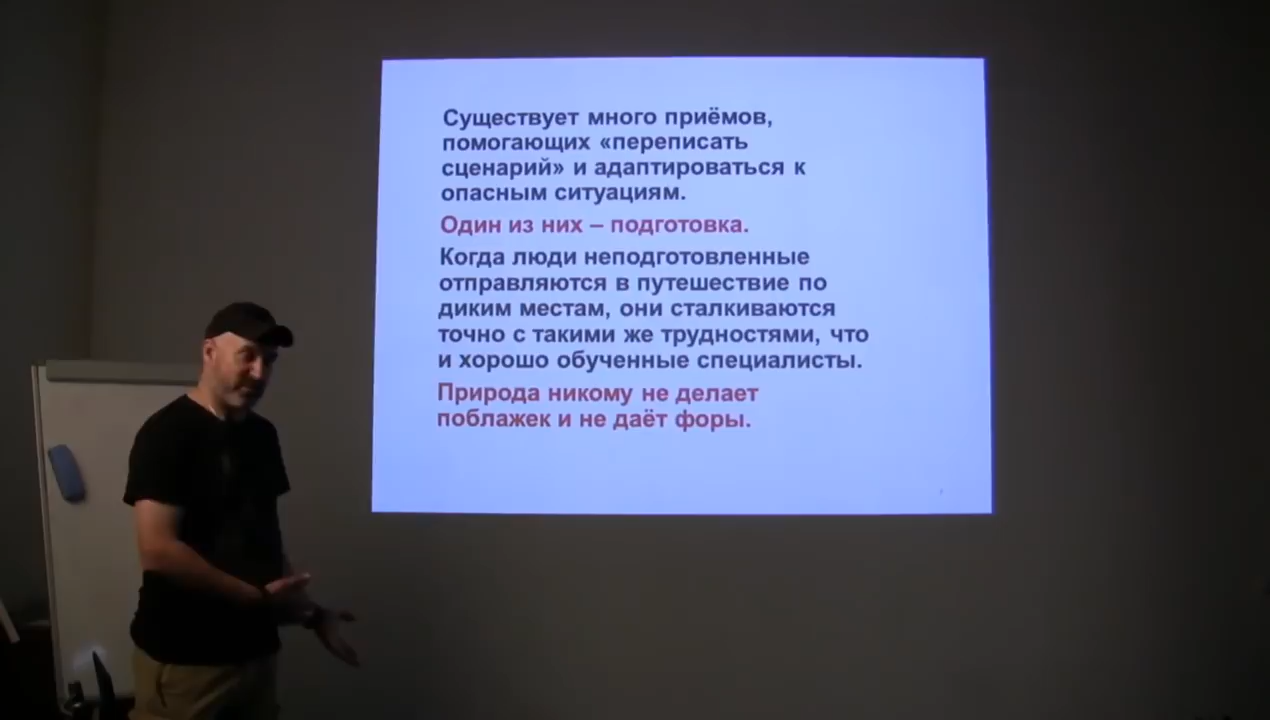 Существует много приёмов,
помогающих «переписать
сценарий» и адаптироваться к
опасным ситуациям.
Один из них – подготовка.
Когда люди неподготовленные
отправляются в путешествие по
диким местам, они сталкиваются
точно с такими же трудностями, что
и хорошо обученные специалисты.
Природа никому не делает
поблажек и не даёт форы.